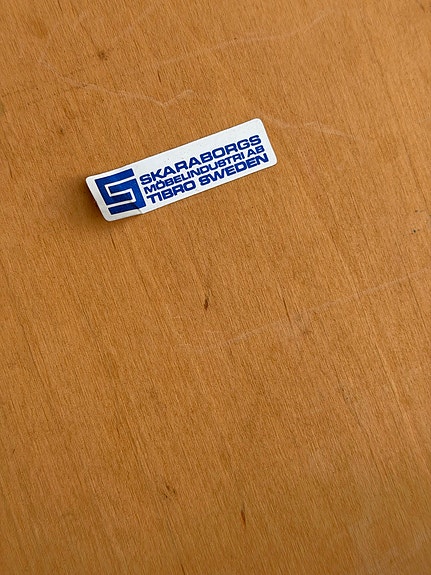 SKARABORGS
MÖBELINDUSTRI AB
TIBRO SWEDEN